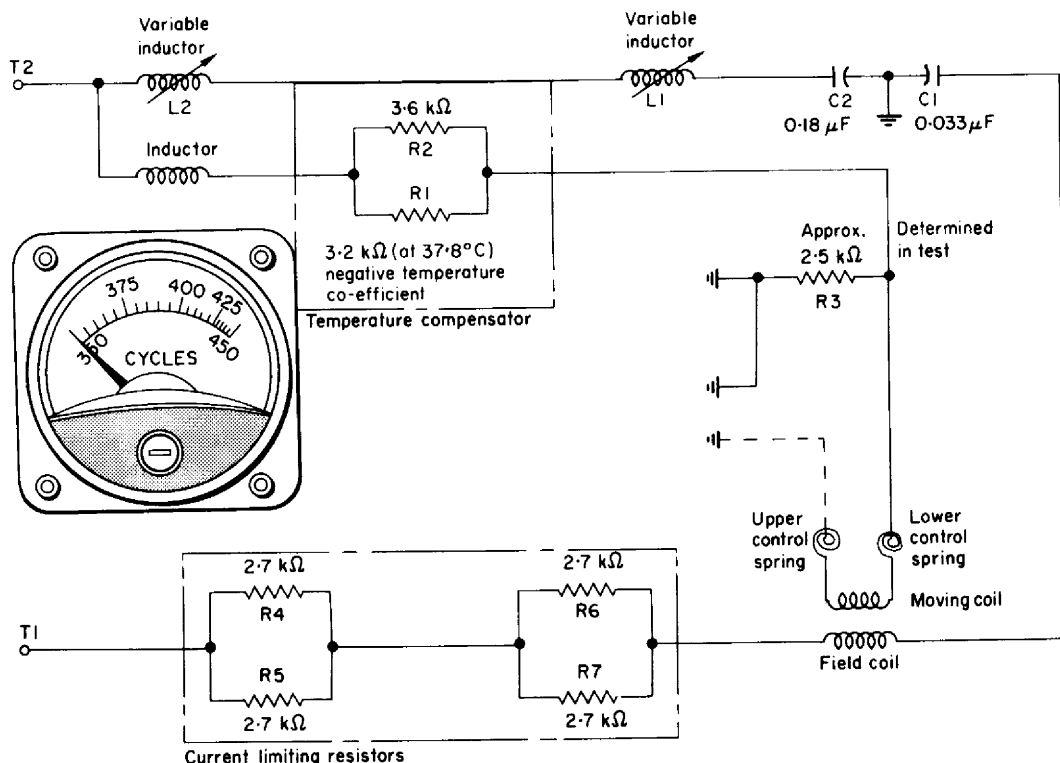 Variable
inductor
T2
L2
Variable
inductor
L1
C2
0·18 μF
C1
0·033 μF
3·6 kΩ
R2
R1
Inductor
3·2 kΩ (at 37·8°C)
negative temperature
co-efficient
Temperature compensator
Approx.
2·5 kΩ
R3
Determined
in test
350
375
400
425
450
CYCLES
Upper
control
spring
Lower
control
spring
Moving coil
Field coil
T1
2·7 kΩ
R4
R5
2·7 kΩ
2·7 kΩ
R6
R7
2·7 kΩ
Current limiting resistors